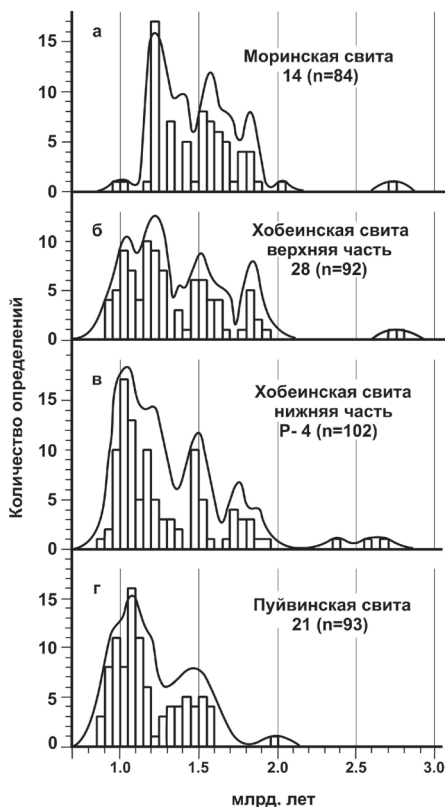 а
Моринская свита
14 (n=84)
15
10
5
0
б
Хобеинская свита
верхняя часть
28 (n=92)
10
5
0
в
Хобеинская свита
нижняя часть
Р- 4 (n=102)
15
10
5
0
г
Пуйвинская свита
21 (n=93)
15
10
5
0
Количество определений
1.0 1.5 2.0 2.5 3.0
млрд. лет